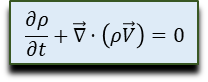 ∂ρ/∂t + ∇⃗ · (ρV⃗) = 0